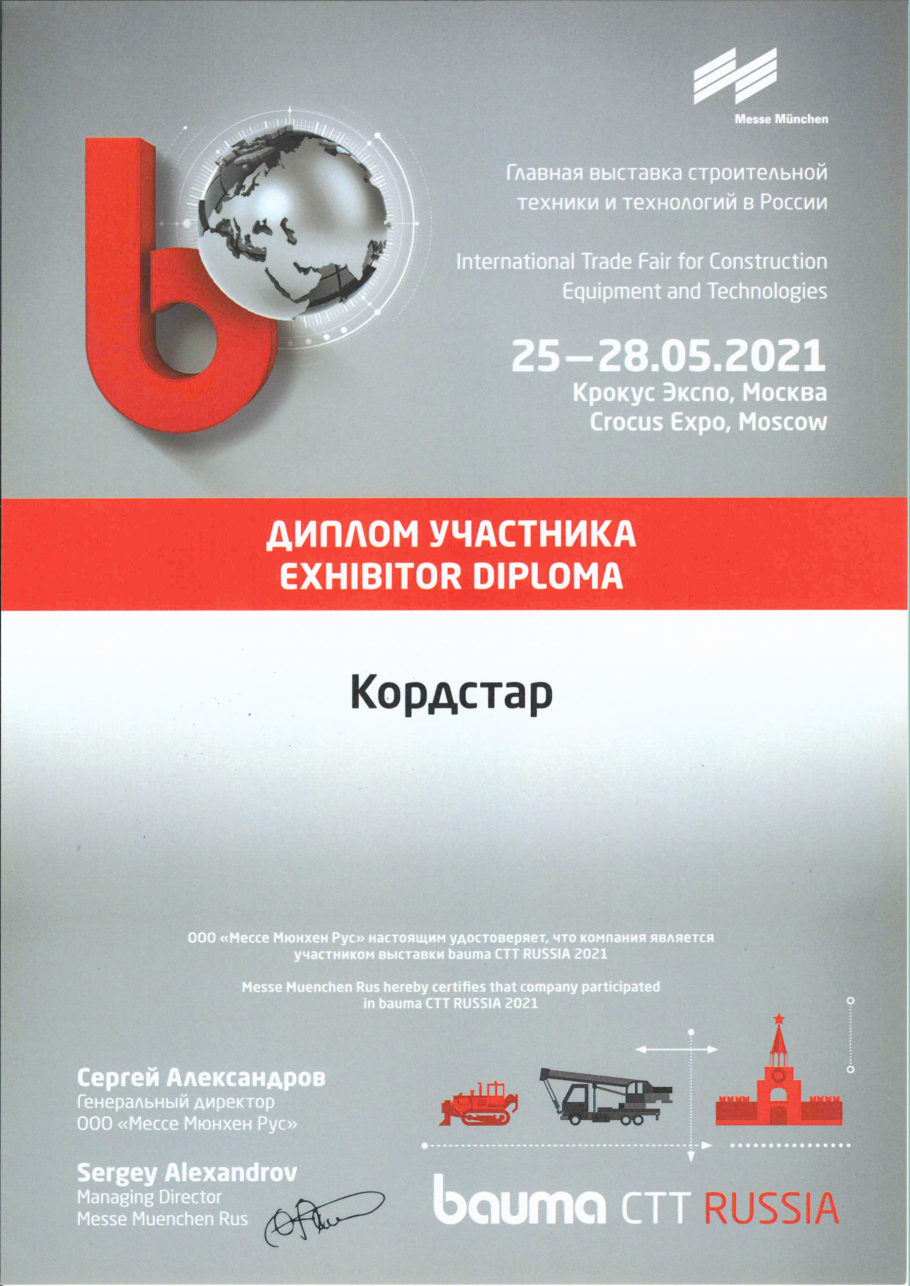 Messe München
Главная выставка строительной
техники и технологий в России
International Trade Fair for Construction
Equipment and Technologies
25—28.05.2021
Крокус Экспо, Москва
Crocus Expo, Moscow
ДИПЛОМ УЧАСТНИКА
EXHIBITOR DIPLOMA
Кордстар
ООО «Мессе Мюнхен Рус» настоящим удостоверяет, что компания является
участником выставки bauma CTT RUSSIA 2021
Messe Muenchen Rus hereby certifies that company participated
in bauma CTT RUSSIA 2021
Сергей Александров
Генеральный директор
ООО «Мессе Мюнхен Рус»
Sergey Alexandrov
Managing Director
Messe Muenchen Rus
bauma CTT RUSSIA